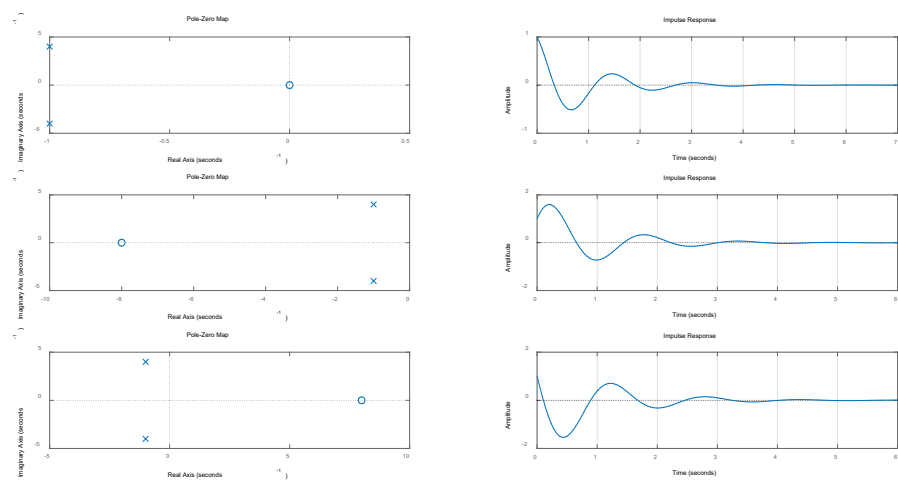 Pole-Zero Map
Imaginary Axis (seconds -1 )
5
0
-5
-1 -0.5 0 0.5
Real Axis (seconds -1 )
Impulse Response
Amplitude
1
0
-1
0 1 2 3 4 5 6 7
Time (seconds)
Pole-Zero Map
Imaginary Axis (seconds -1 )
5
0
-5
-10 -8 -6 -4 -2 0
Real Axis (seconds -1 )
Impulse Response
Amplitude
2
0
-2
0 1 2 3 4 5 6
Time (seconds)
Pole-Zero Map
Imaginary Axis (seconds -1 )
5
0
-5
-5 0 5 10
Real Axis (seconds -1 )
Impulse Response
Amplitude
2
0
-2
0 1 2 3 4 5 6
Time (seconds)